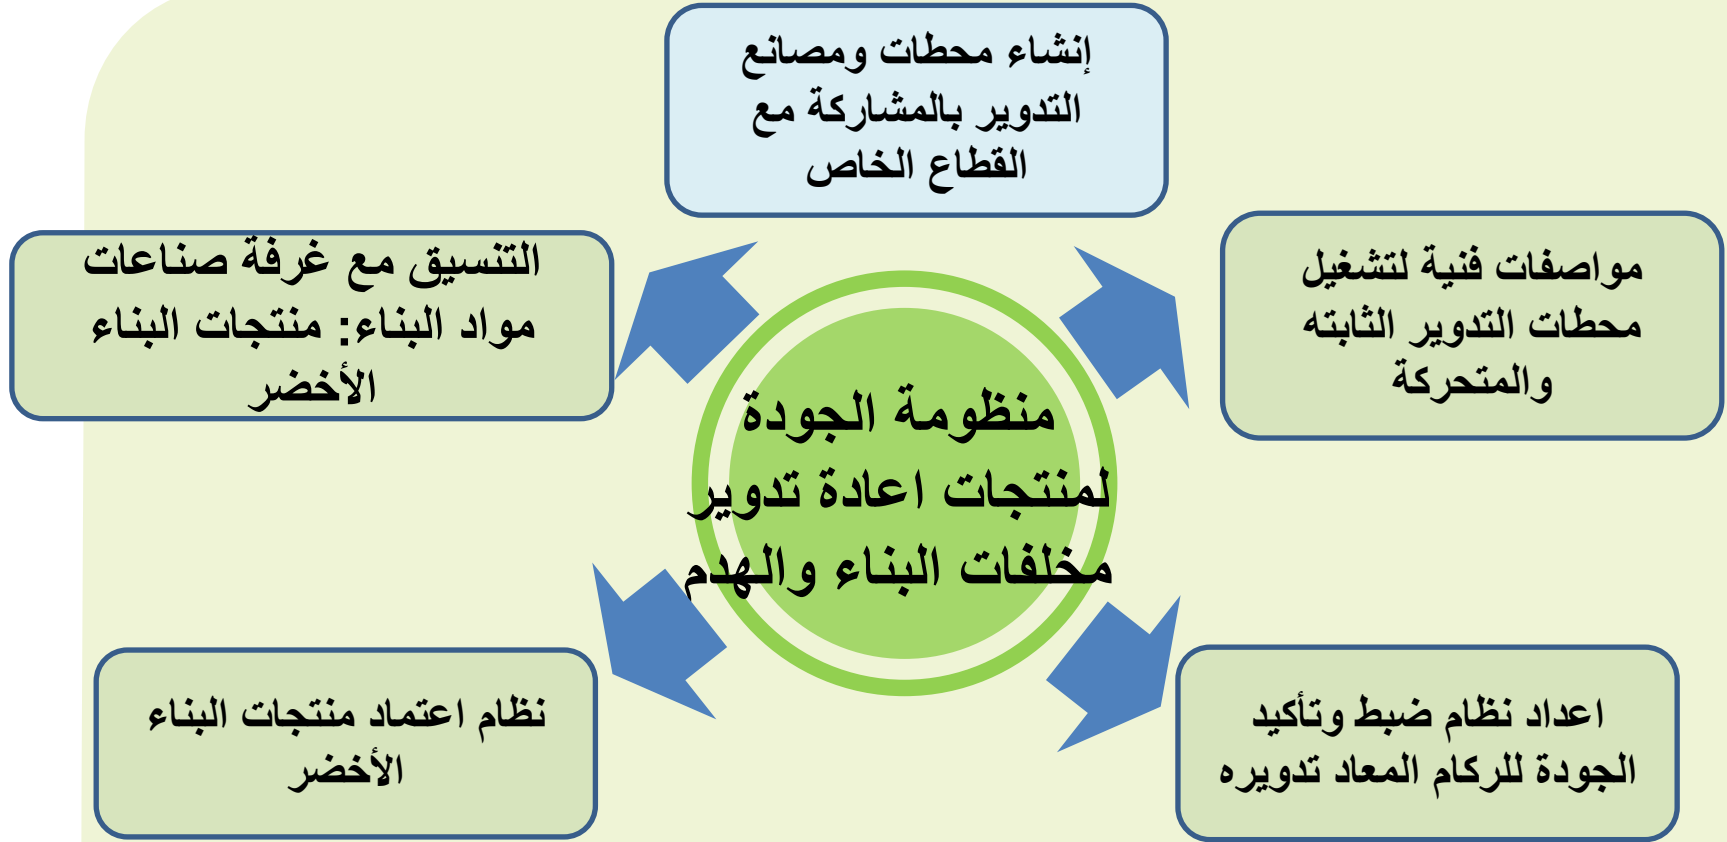 إنشاء محطات ومصانع
التدوير بالمشاركة مع
القطاع الخاص
مواصفات فنية لتشغيل
محطات التدوير الثابته
والمتحركة
التنسيق مع غرفة صناعات
مواد البناء: منتجات البناء
الأخضر
منظومة الجودة
لمنتجات اعادة تدوير
مخلفات البناء والهدم
اعداد نظام ضبط وتأكيد
الجودة للركام المعاد تدويره
نظام اعتماد منتجات البناء
الأخضر